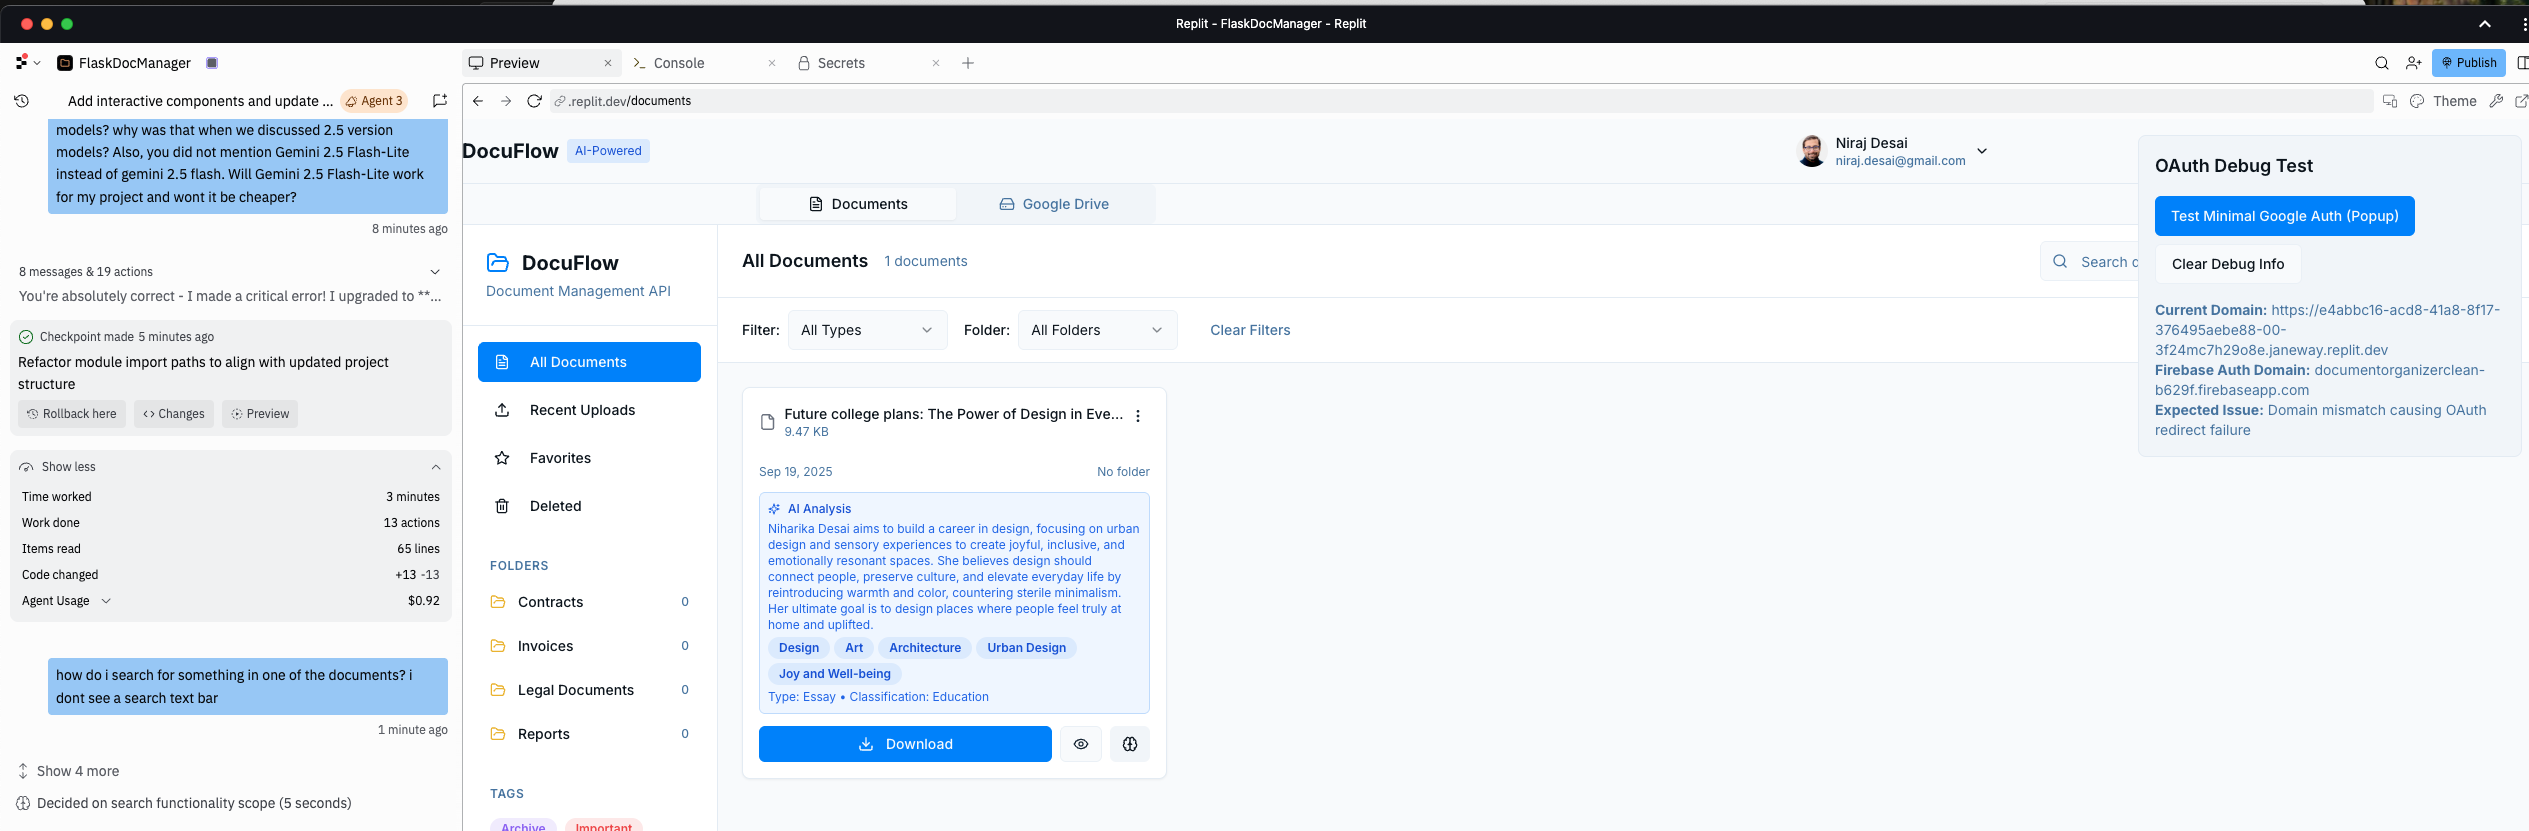 Replit - FlaskDocManager - Replit
FlaskDocManager
Preview
Console
Secrets
Publish
Add interactive components and update ...
Agent 3
.replit.dev/documents
Theme
models? why was that when we discussed 2.5 version
models? Also, you did not mention Gemini 2.5 Flash-Lite
instead of gemini 2.5 flash. Will Gemini 2.5 Flash-Lite work
for my project and wont it be cheaper?
8 minutes ago
8 messages & 19 actions
You're absolutely correct - I made a critical error! I upgraded to **...
Checkpoint made 5 minutes ago
Refactor module import paths to align with updated project
structure
Rollback here
Changes
Preview
Show less
Time worked
3 minutes
Work done
13 actions
Items read
65 lines
Code changed
+13 -13
Agent Usage
$0.92
how do i search for something in one of the documents? i
dont see a search text bar
1 minute ago
Show 4 more
Decided on search functionality scope (5 seconds)
DocuFlow
AI-Powered
Niraj Desai
niraj.desai@gmail.com
Documents
Google Drive
DocuFlow
Document Management API
All Documents
Recent Uploads
Favorites
Deleted
FOLDERS
Contracts 0
Invoices 0
Legal Documents 0
Reports 0
TAGS
Archive
Important
All Documents
1 documents
Search d
Filter:
All Types
Folder:
All Folders
Clear Filters
Future college plans: The Power of Design in Eve...
9.47 KB
Sep 19, 2025
No folder
AI Analysis
Niharika Desai aims to build a career in design, focusing on urban
design and sensory experiences to create joyful, inclusive, and
emotionally resonant spaces. She believes design should
connect people, preserve culture, and elevate everyday life by
reintroducing warmth and color, countering sterile minimalism.
Her ultimate goal is to design places where people feel truly at
home and uplifted.
Design
Art
Architecture
Urban Design
Joy and Well-being
Type: Essay • Classification: Education
Download
OAuth Debug Test
Test Minimal Google Auth (Popup)
Clear Debug Info
Current Domain: https://e4abbc16-acd8-41a8-8f17-
376495aebe88-00-
3f24mc7h29o8e.janeway.replit.dev
Firebase Auth Domain: documentorganizerclean-
b629f.firebaseapp.com
Expected Issue: Domain mismatch causing OAuth
redirect failure